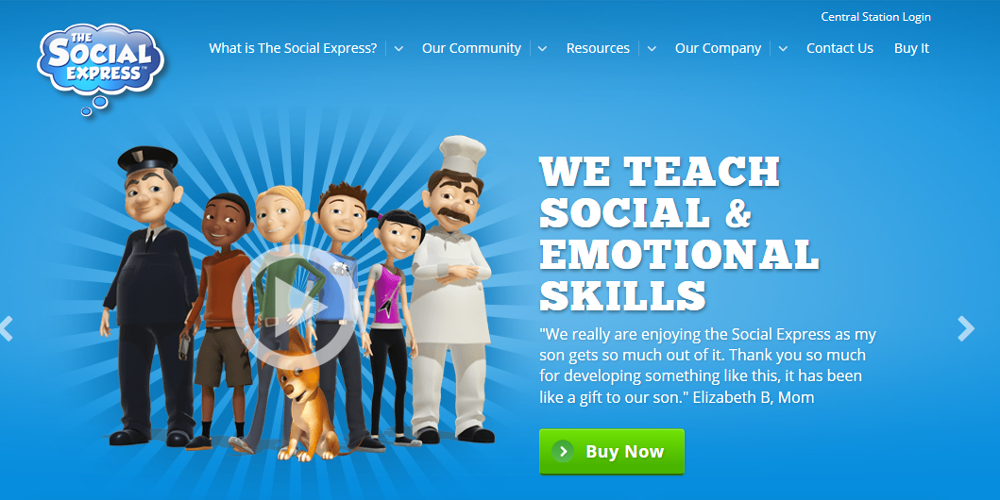 Central Station Login
THE
SOCIAL
EXPRESS™
What is The Social Express?
Our Community
Resources
Our Company
Contact Us
Buy It
WE TEACH
SOCIAL &
EMOTIONAL
SKILLS
"We really are enjoying the Social Express as my
son gets so much out of it. Thank you so much
for developing something like this, it has been
like a gift to our son." Elizabeth B, Mom
Buy Now